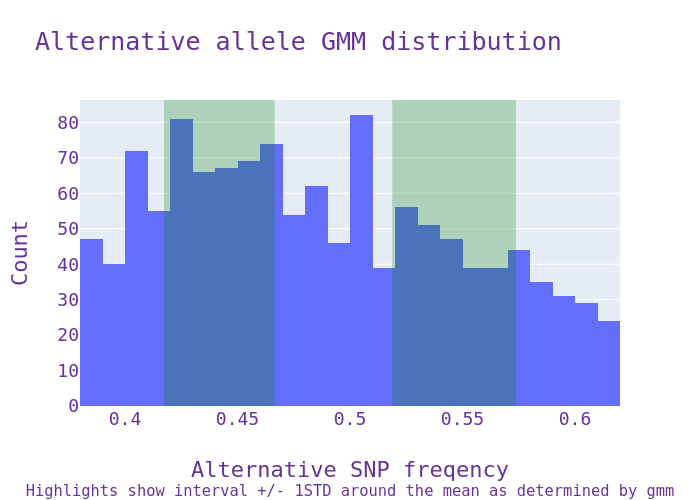 Alternative allele GMM distribution
80
70
60
50
40
30
20
10
0
Count
0.4 0.45 0.5 0.55 0.6
Alternative SNP freqency
Highlights show interval +/- 1STD around the mean as determined by gmm